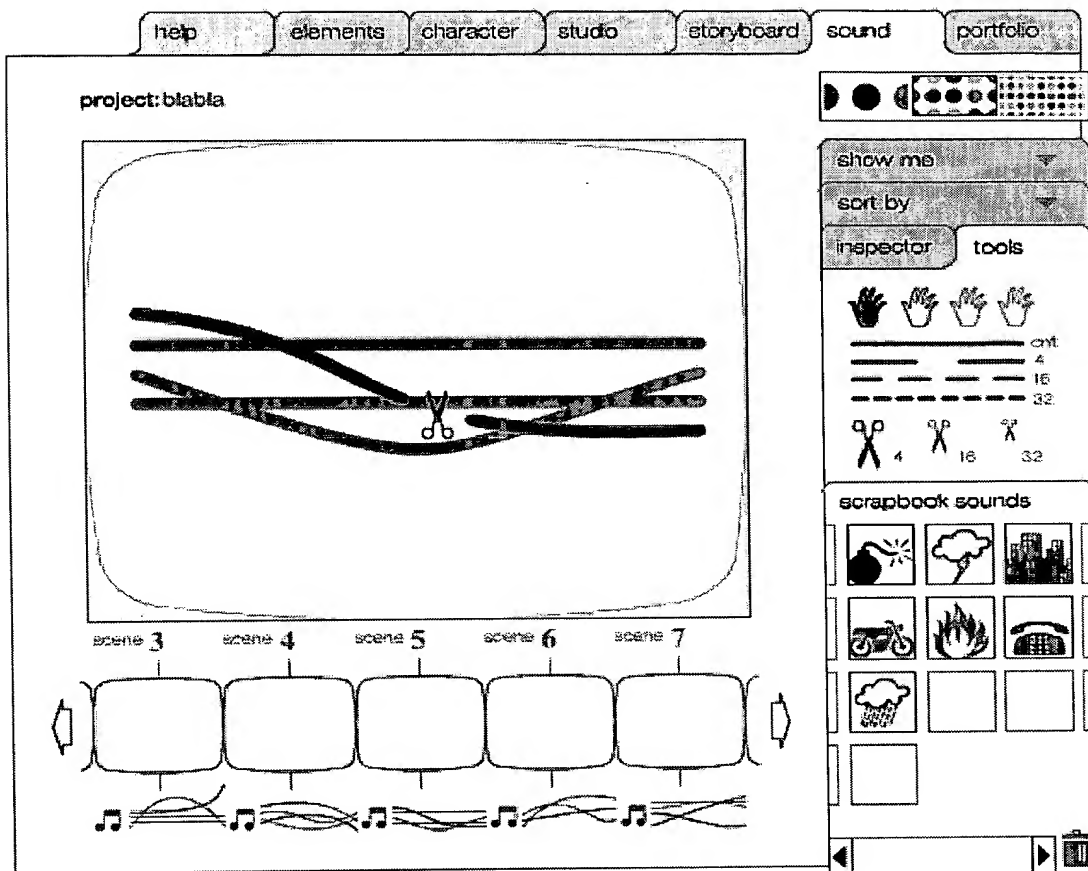 help elements character studio storyboard sound portfolio
project: blabla
show me
sort by
inspector tools
cnt
4
16
32
4 16 32
scrapbook sounds
scene 3 scene 4 scene 5 scene 6 scene 7